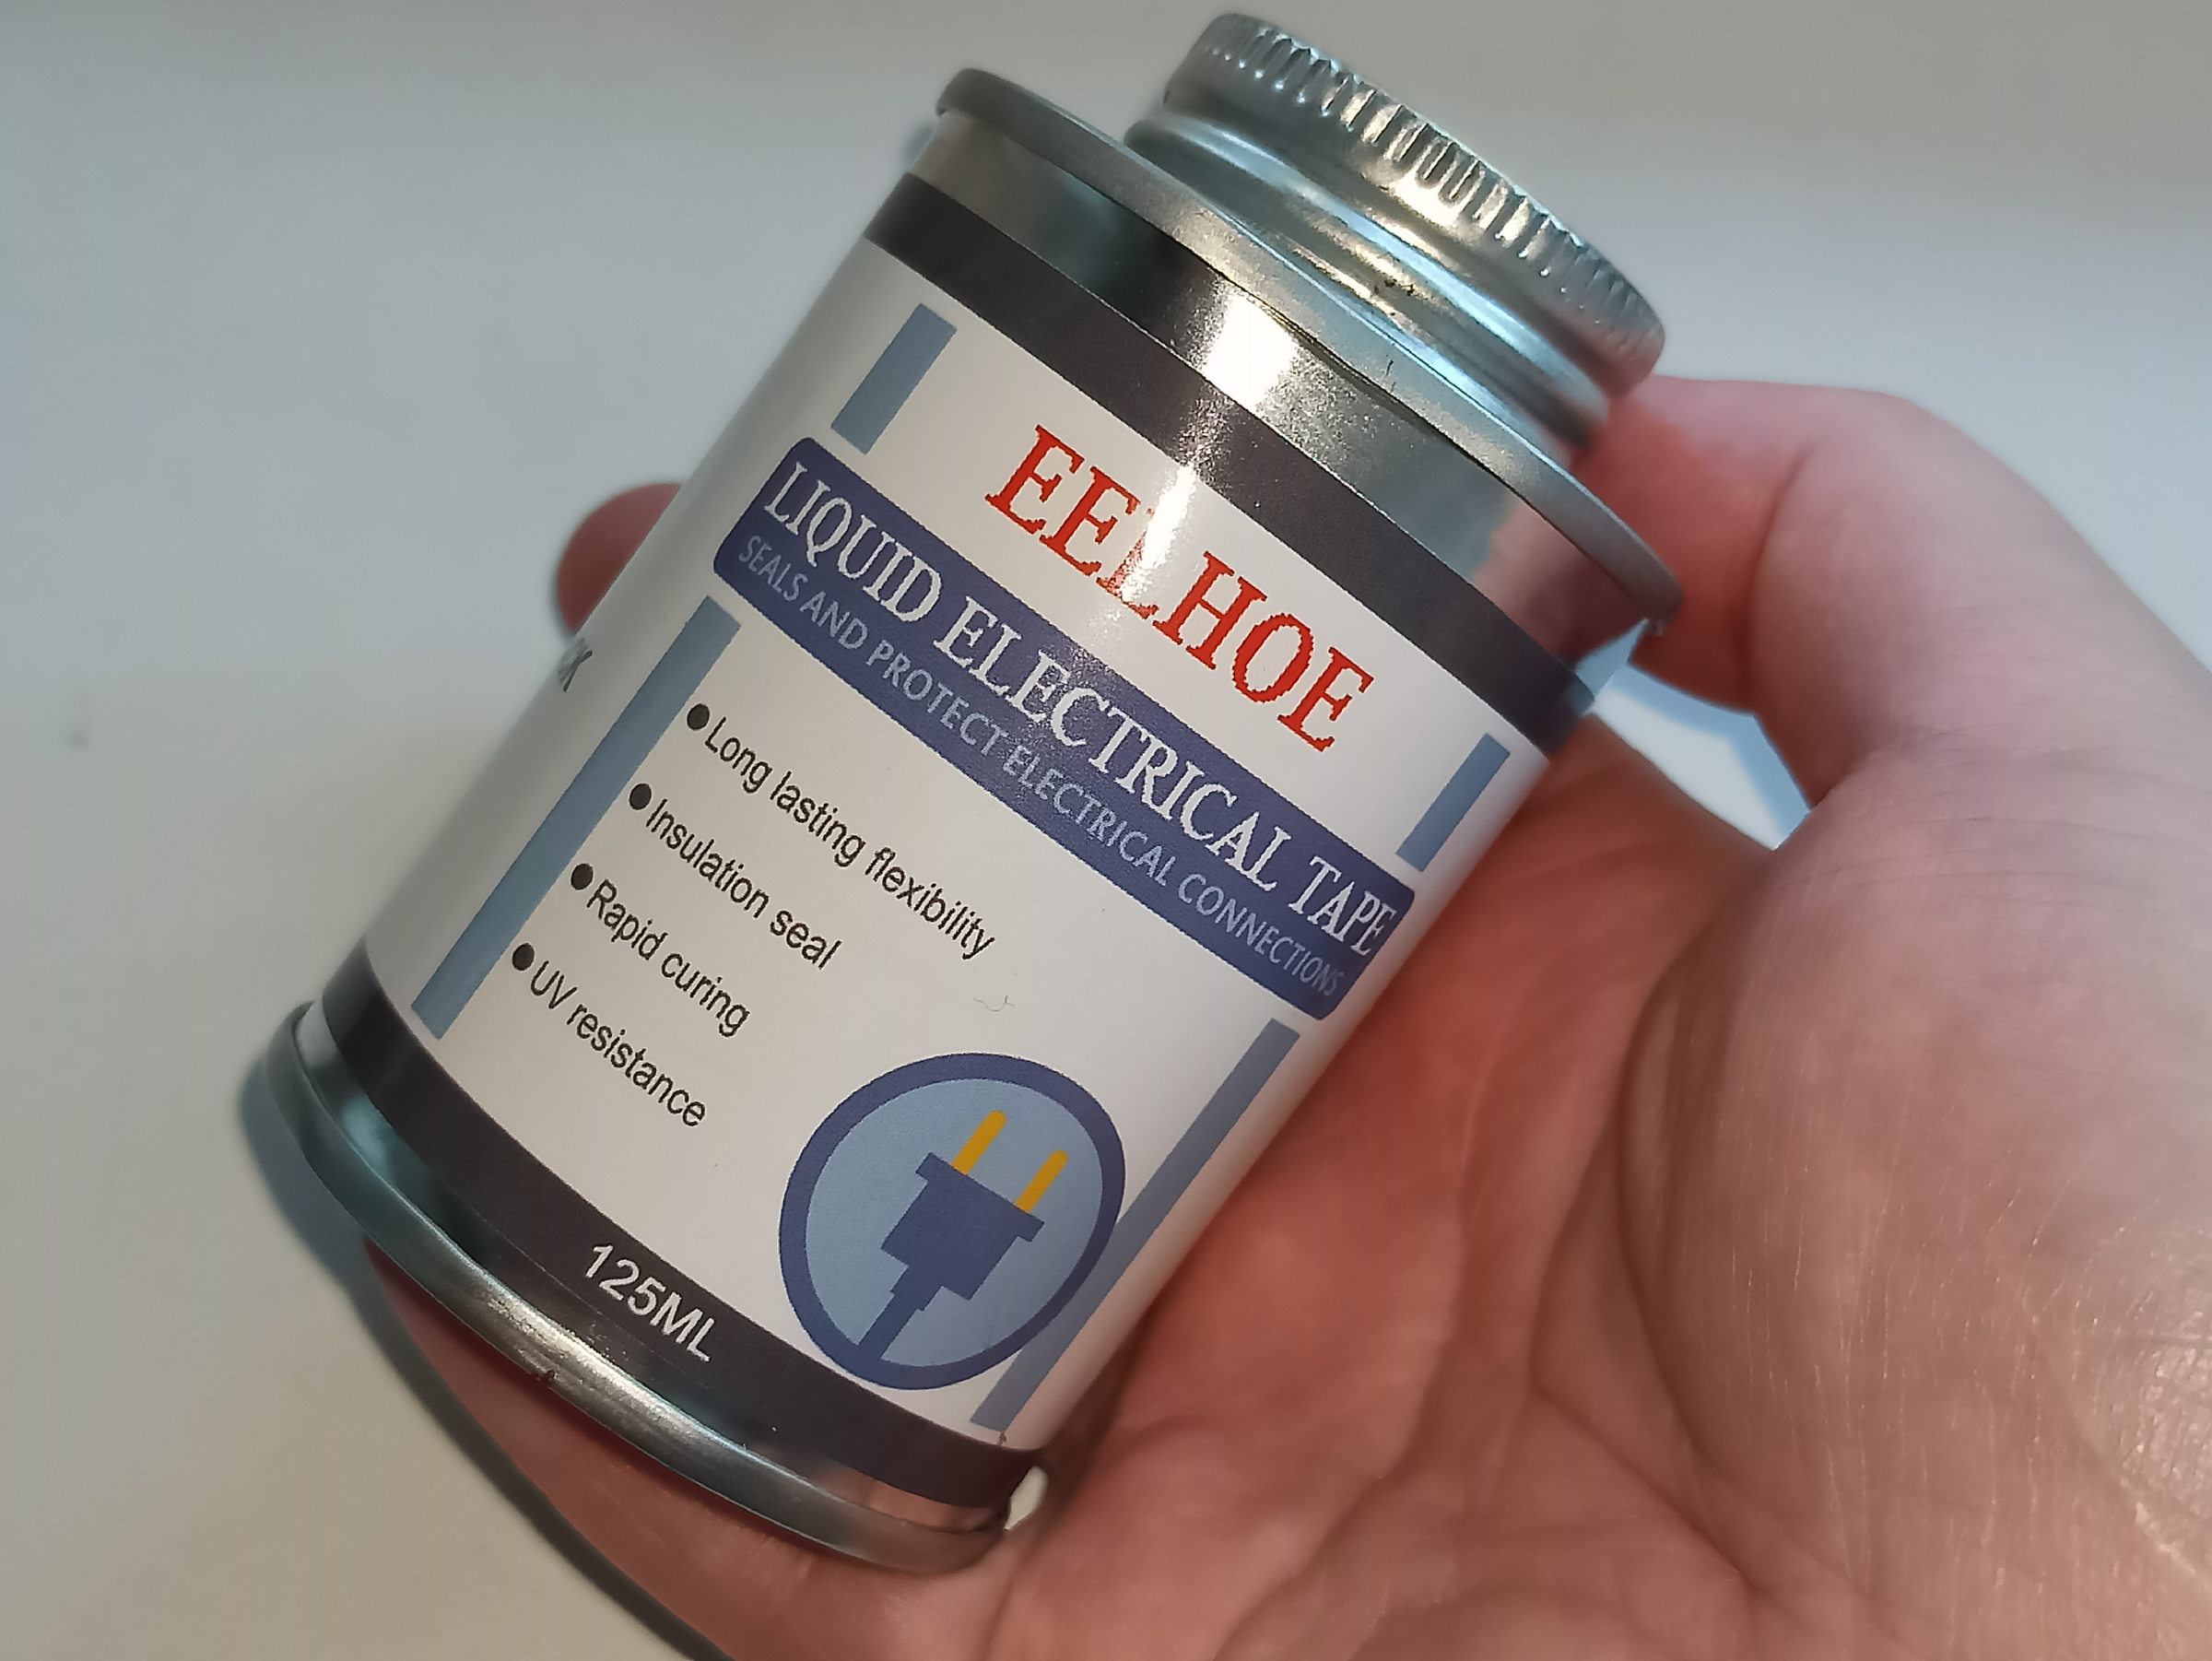 EELHOE
LIQUID ELECTRICAL TAPE
SEALS AND PROTECT ELECTRICAL CONNECTIONS
●Long lasting flexibility
●Insulation seal
●Rapid curing
●UV resistance
125ML